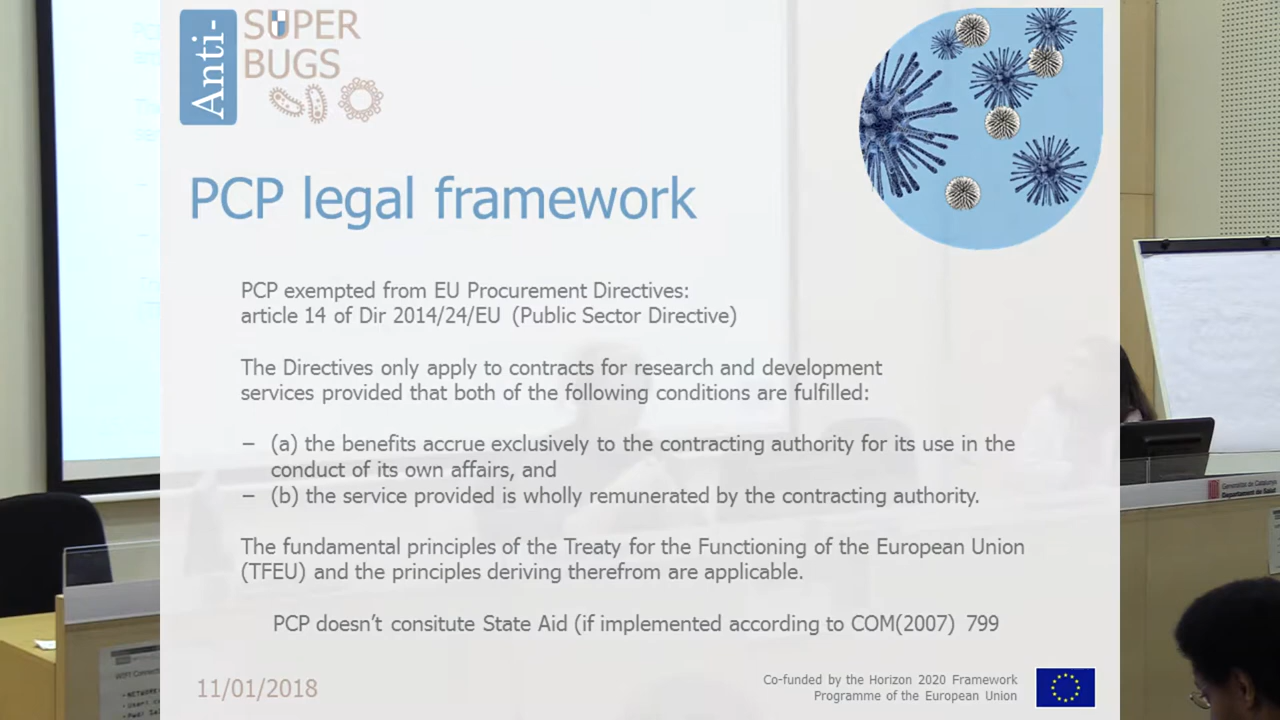 Anti-
SUPER
BUGS
PCP legal framework
PCP exempted from EU Procurement Directives:
article 14 of Dir 2014/24/EU (Public Sector Directive)
The Directives only apply to contracts for research and development
services provided that both of the following conditions are fulfilled:
– (a) the benefits accrue exclusively to the contracting authority for its use in the
conduct of its own affairs, and
– (b) the service provided is wholly remunerated by the contracting authority.
The fundamental principles of the Treaty for the Functioning of the European Union
(TFEU) and the principles deriving therefrom are applicable.
PCP doesn't consitute State Aid (if implemented according to COM(2007) 799
11/01/2018
Co-funded by the Horizon 2020 Framework
Programme of the European Union
Generalitat de Catalunya
Departament de Salut